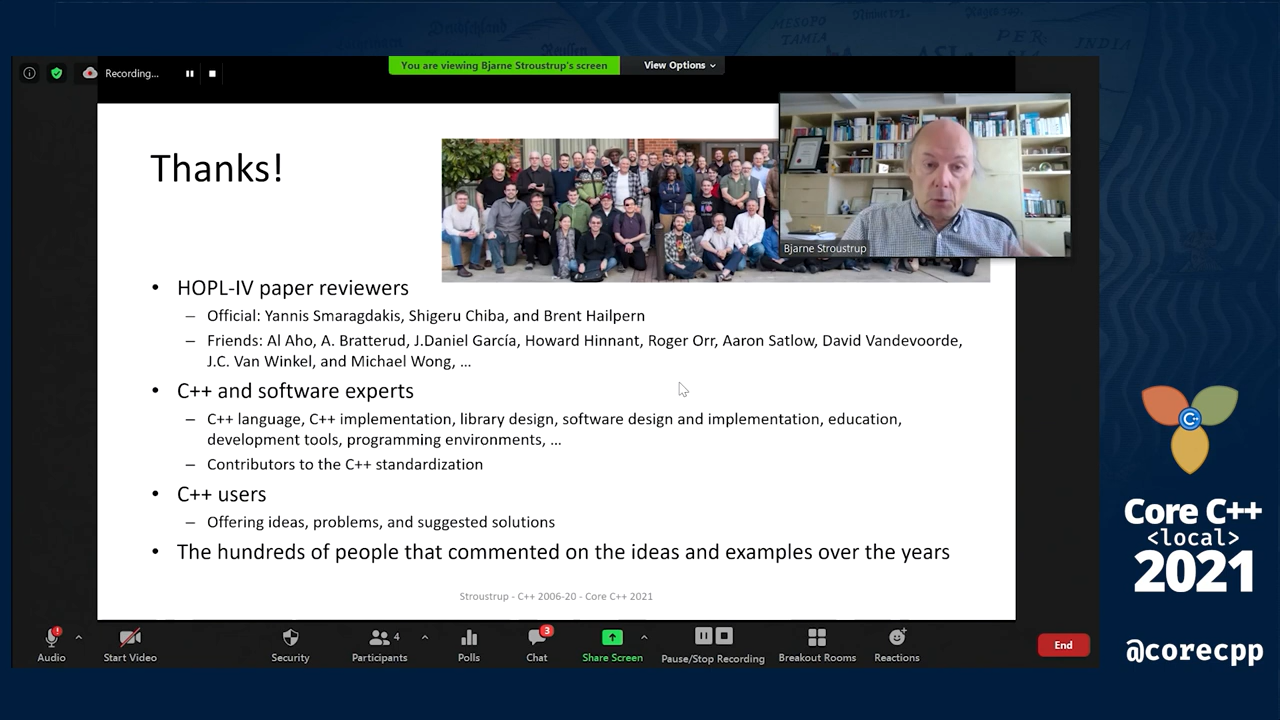 MESOPO
TAMIA
PER
INDIA
Recording...
You are viewing Bjarne Stroustrup's screen
View Options
Thanks!
Bjarne Stroustrup
• HOPL-IV paper reviewers
– Official: Yannis Smaragdakis, Shigeru Chiba, and Brent Hailpern
– Friends: Al Aho, A. Bratterud, J.Daniel García, Howard Hinnant, Roger Orr, Aaron Satlow, David Vandevoorde,
J.C. Van Winkel, and Michael Wong, …
• C++ and software experts
– C++ language, C++ implementation, library design, software design and implementation, education,
development tools, programming environments, …
– Contributors to the C++ standardization
• C++ users
– Offering ideas, problems, and suggested solutions
• The hundreds of people that commented on the ideas and examples over the years
Stroustrup - C++ 2006-20 - Core C++ 2021
C++
Core C++
<local>
2021
@corecpp
Audio
Start Video
Security
Participants 4
Polls
Chat 3
Share Screen
Pause/Stop Recording
Breakout Rooms
Reactions
End